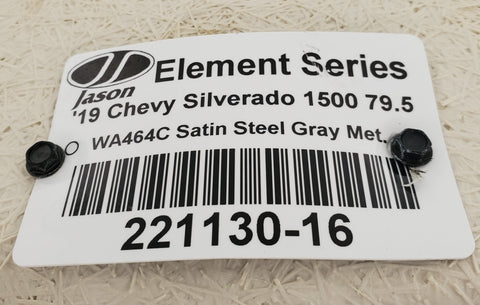 Jason
Element Series
'19 Chevy Silverado 1500 79.5
WA464C Satin Steel Gray Met.
221130-16